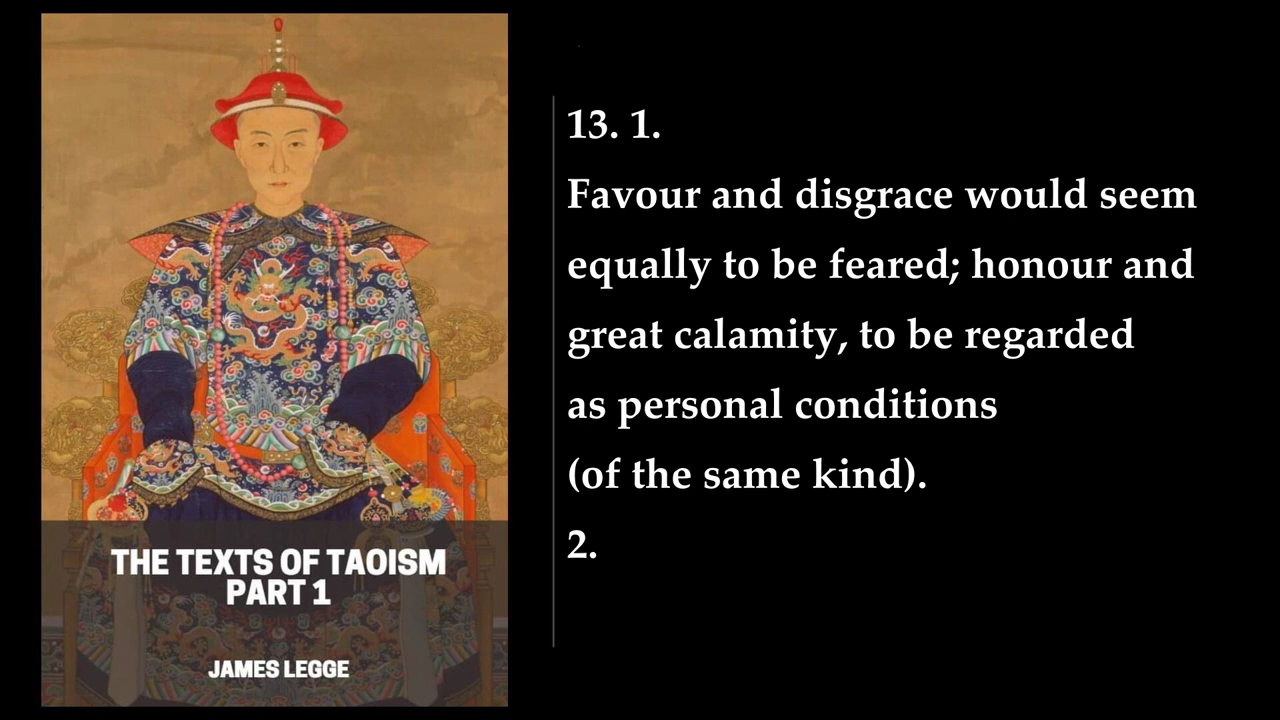 THE TEXTS OF TAOISM
PART 1
JAMES LEGGE
13. 1.
Favour and disgrace would seem
equally to be feared; honour and
great calamity, to be regarded
as personal conditions
(of the same kind).
2.